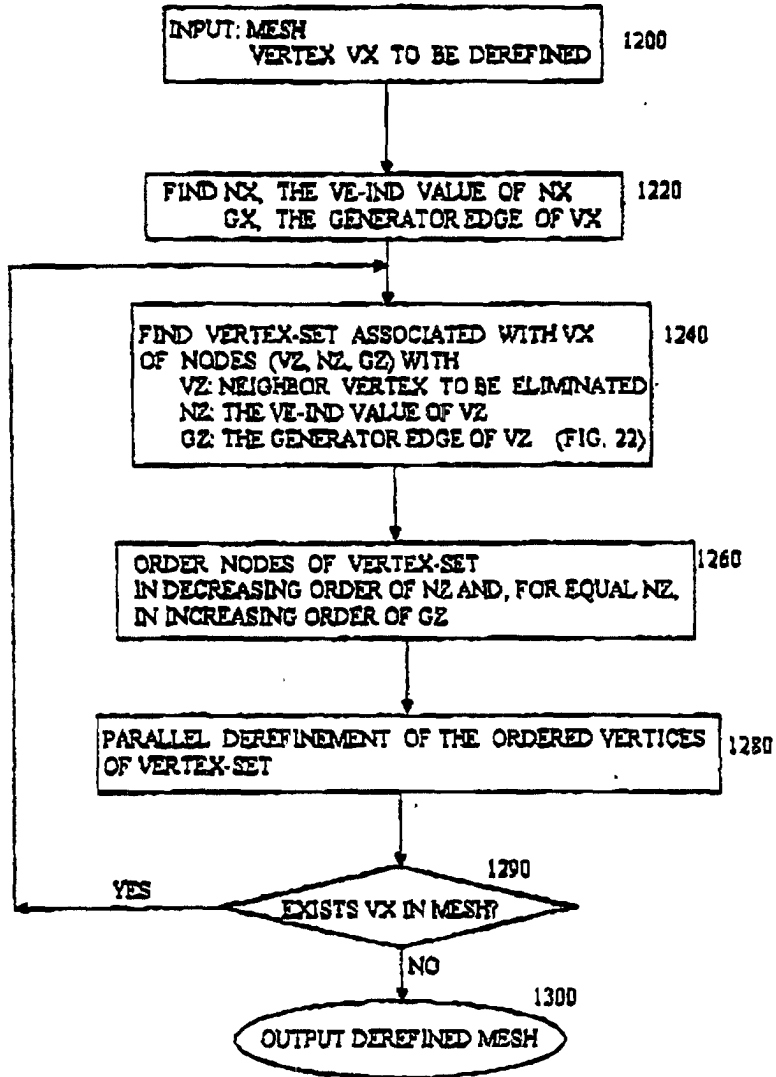 INPUT: MESH
VERTEX VX TO BE DEREFINED
1200
FIND NX, THE VE-IND VALUE OF NX
GX, THE GENERATOR EDGE OF VX
1220
FIND VERTEX-SET ASSOCIATED WITH VX
OF NODES (VZ, NZ, GZ) WITH
VZ: NEIGHBOR VERTEX TO BE ELIMINATED
NZ: THE VE-IND VALUE OF VZ
GZ: THE GENERATOR EDGE OF VZ (FIG. 22)
1240
ORDER NODES OF VERTEX-SET
IN DECREASING ORDER OF NZ AND, FOR EQUAL NZ,
IN INCREASING ORDER OF GZ
1260
PARALLEL DEREFINEMENT OF THE ORDERED VERTICES
OF VERTEX-SET
1280
1290
YES
EXISTS VX IN MESH?
NO
1300
OUTPUT DEREFINED MESH